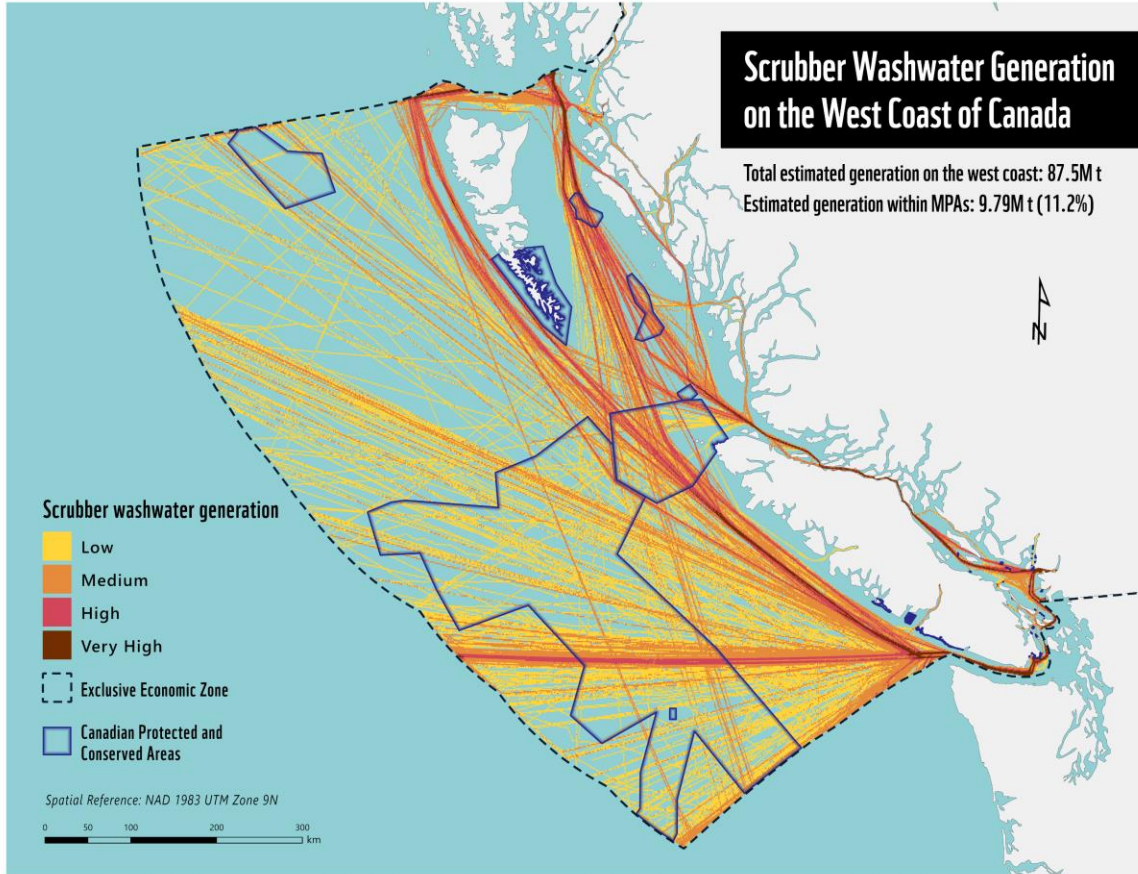 Scrubber Washwater Generation
on the West Coast of Canada
Total estimated generation on the west coast: 87.5M t
Estimated generation within MPAs: 9.79M t (11.2%)
N
Scrubber washwater generation
Low
Medium
High
Very High
Exclusive Economic Zone
Canadian Protected and
Conserved Areas
Spatial Reference: NAD 1983 UTM Zone 9N
0 50 100 200 300
km